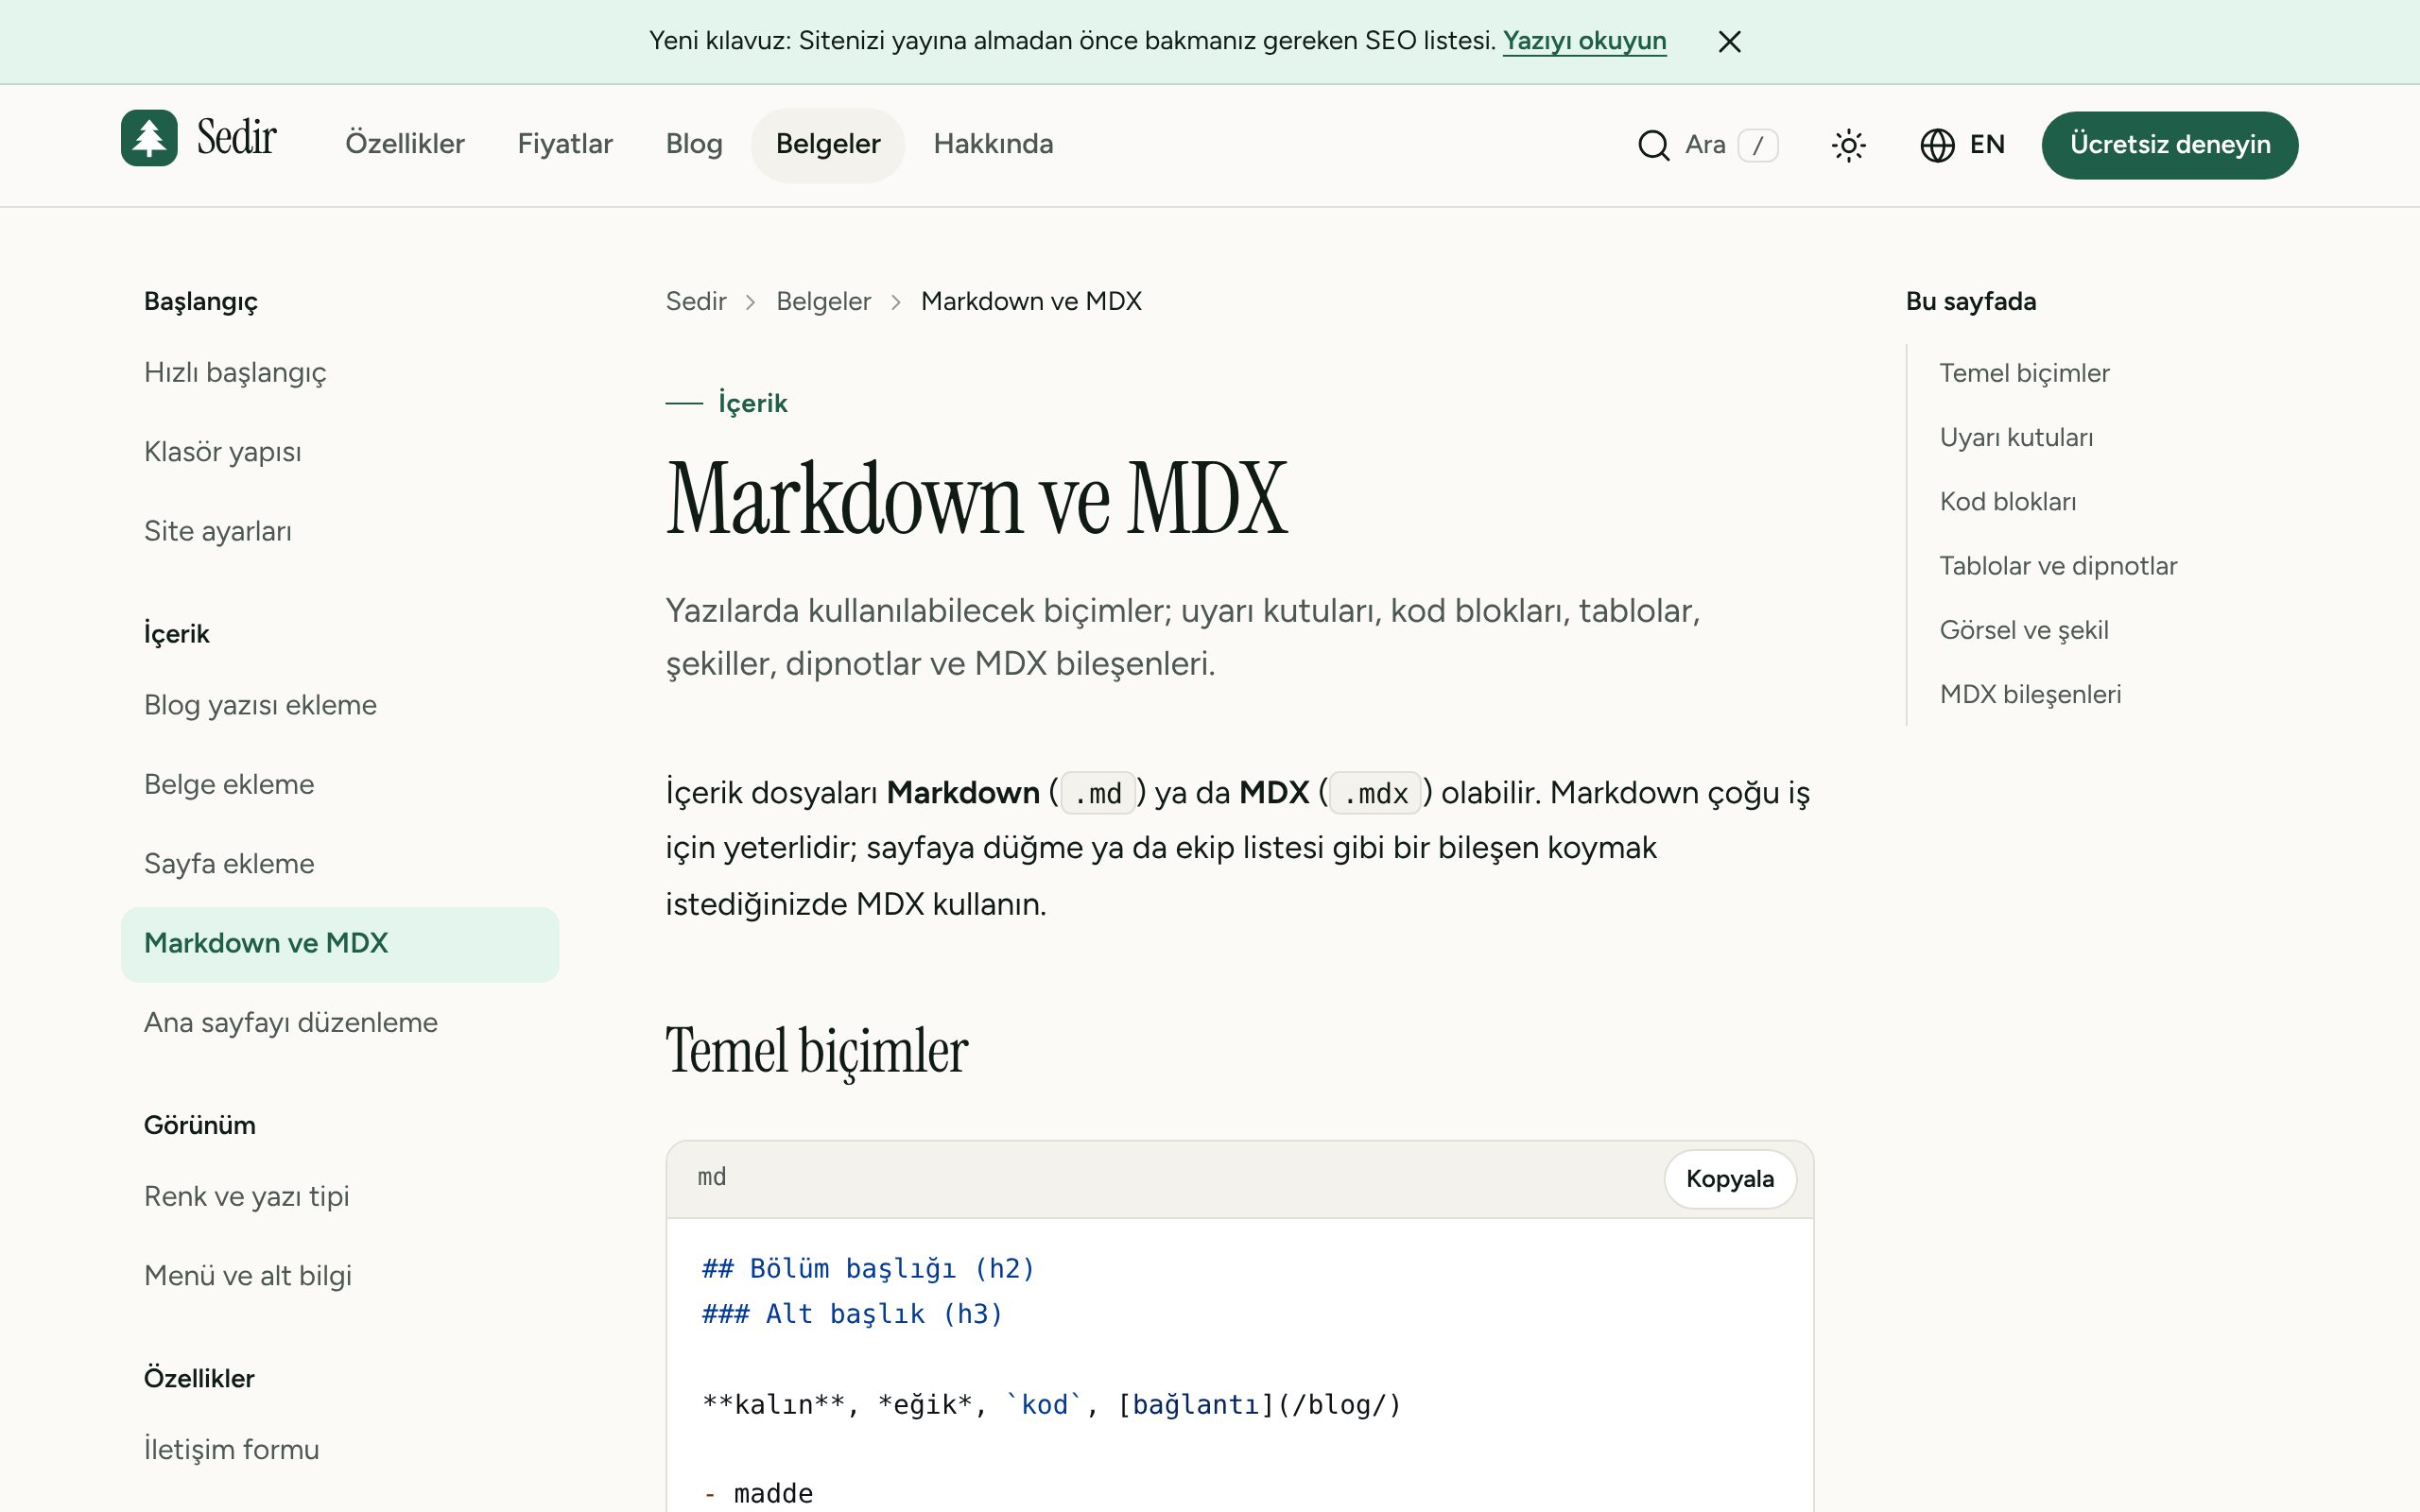 Yeni kılavuz: Sitenizi yayına almadan önce bakmanız gereken SEO listesi. Yazıyı okuyun
Sedir
Özellikler
Fiyatlar
Blog
Belgeler
Hakkında
Ara /
EN
Ücretsiz deneyin
Başlangıç
Hızlı başlangıç
Klasör yapısı
Site ayarları
İçerik
Blog yazısı ekleme
Belge ekleme
Sayfa ekleme
Markdown ve MDX
Ana sayfayı düzenleme
Görünüm
Renk ve yazı tipi
Menü ve alt bilgi
Özellikler
İletişim formu
Sedir > Belgeler > Markdown ve MDX
İçerik
Markdown ve MDX
Yazılarda kullanılabilecek biçimler; uyarı kutuları, kod blokları, tablolar,
şekiller, dipnotlar ve MDX bileşenleri.
İçerik dosyaları Markdown (.md) ya da MDX (.mdx) olabilir. Markdown çoğu iş
için yeterlidir; sayfaya düğme ya da ekip listesi gibi bir bileşen koymak
istediğinizde MDX kullanın.
Temel biçimler
md
Kopyala
## Bölüm başlığı (h2)
### Alt başlık (h3)
**kalın**, *eğik*, `kod`, [bağlantı](/blog/)
- madde
Bu sayfada
Temel biçimler
Uyarı kutuları
Kod blokları
Tablolar ve dipnotlar
Görsel ve şekil
MDX bileşenleri